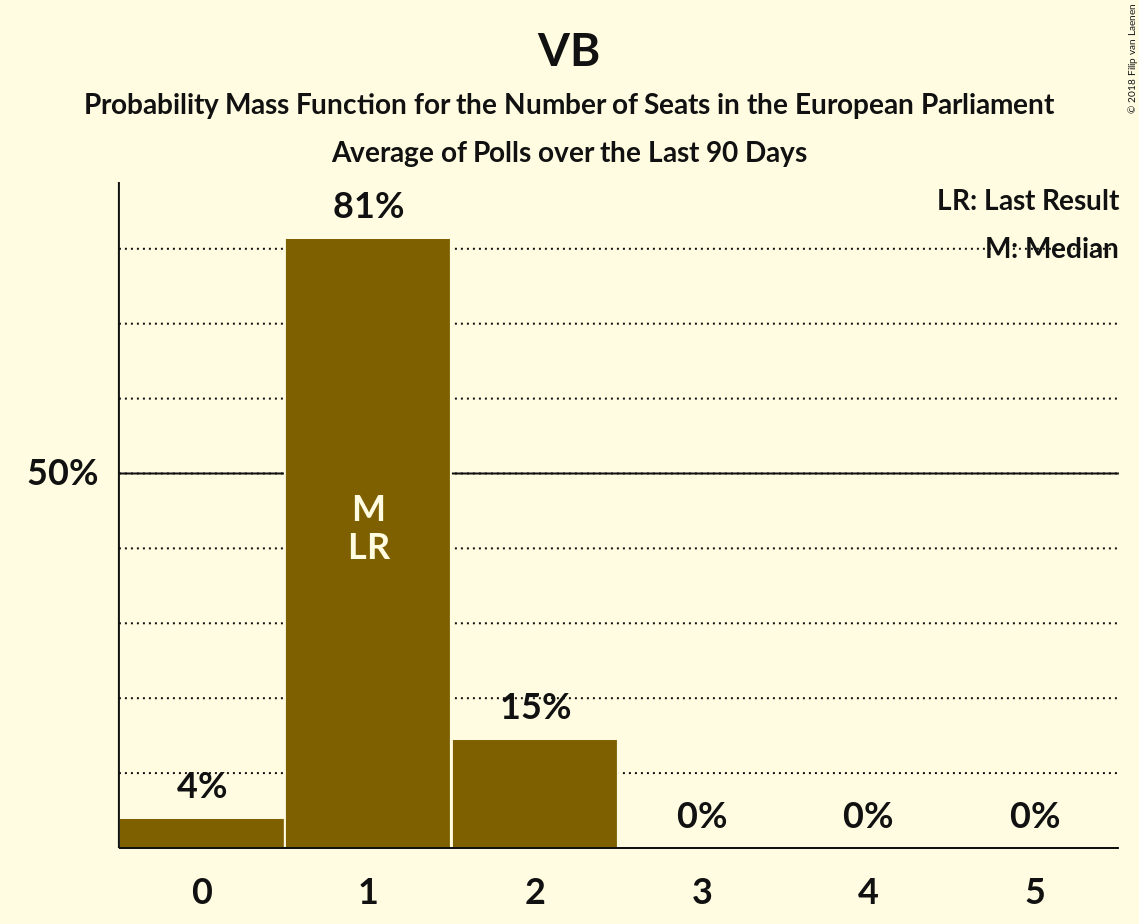 VB
Probability Mass Function for the Number of Seats in the European Parliament
Average of Polls over the Last 90 Days
© 2018 Filip van Laenen
LR: Last Result
M: Median
81%
50%
M
LR
15%
4%
0%
0%
0%
0
1
2
3
4
5